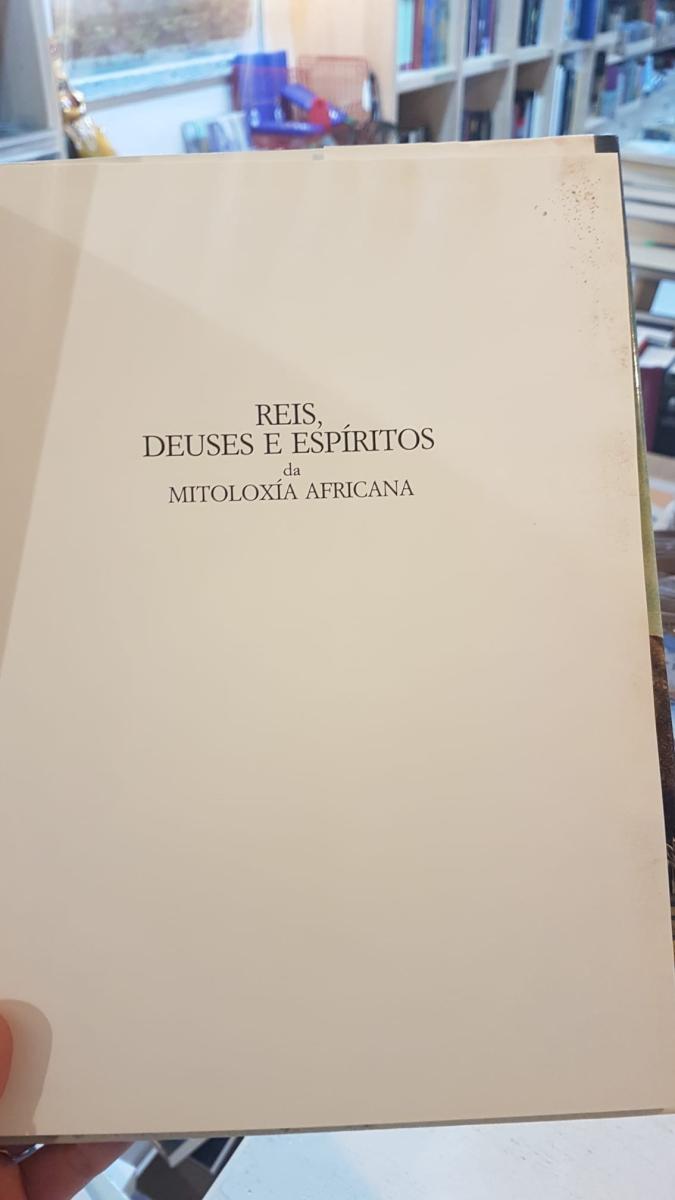 REIS,
DEUSES E ESPÍRITOS
da
MITOLOXÍA AFRICANA